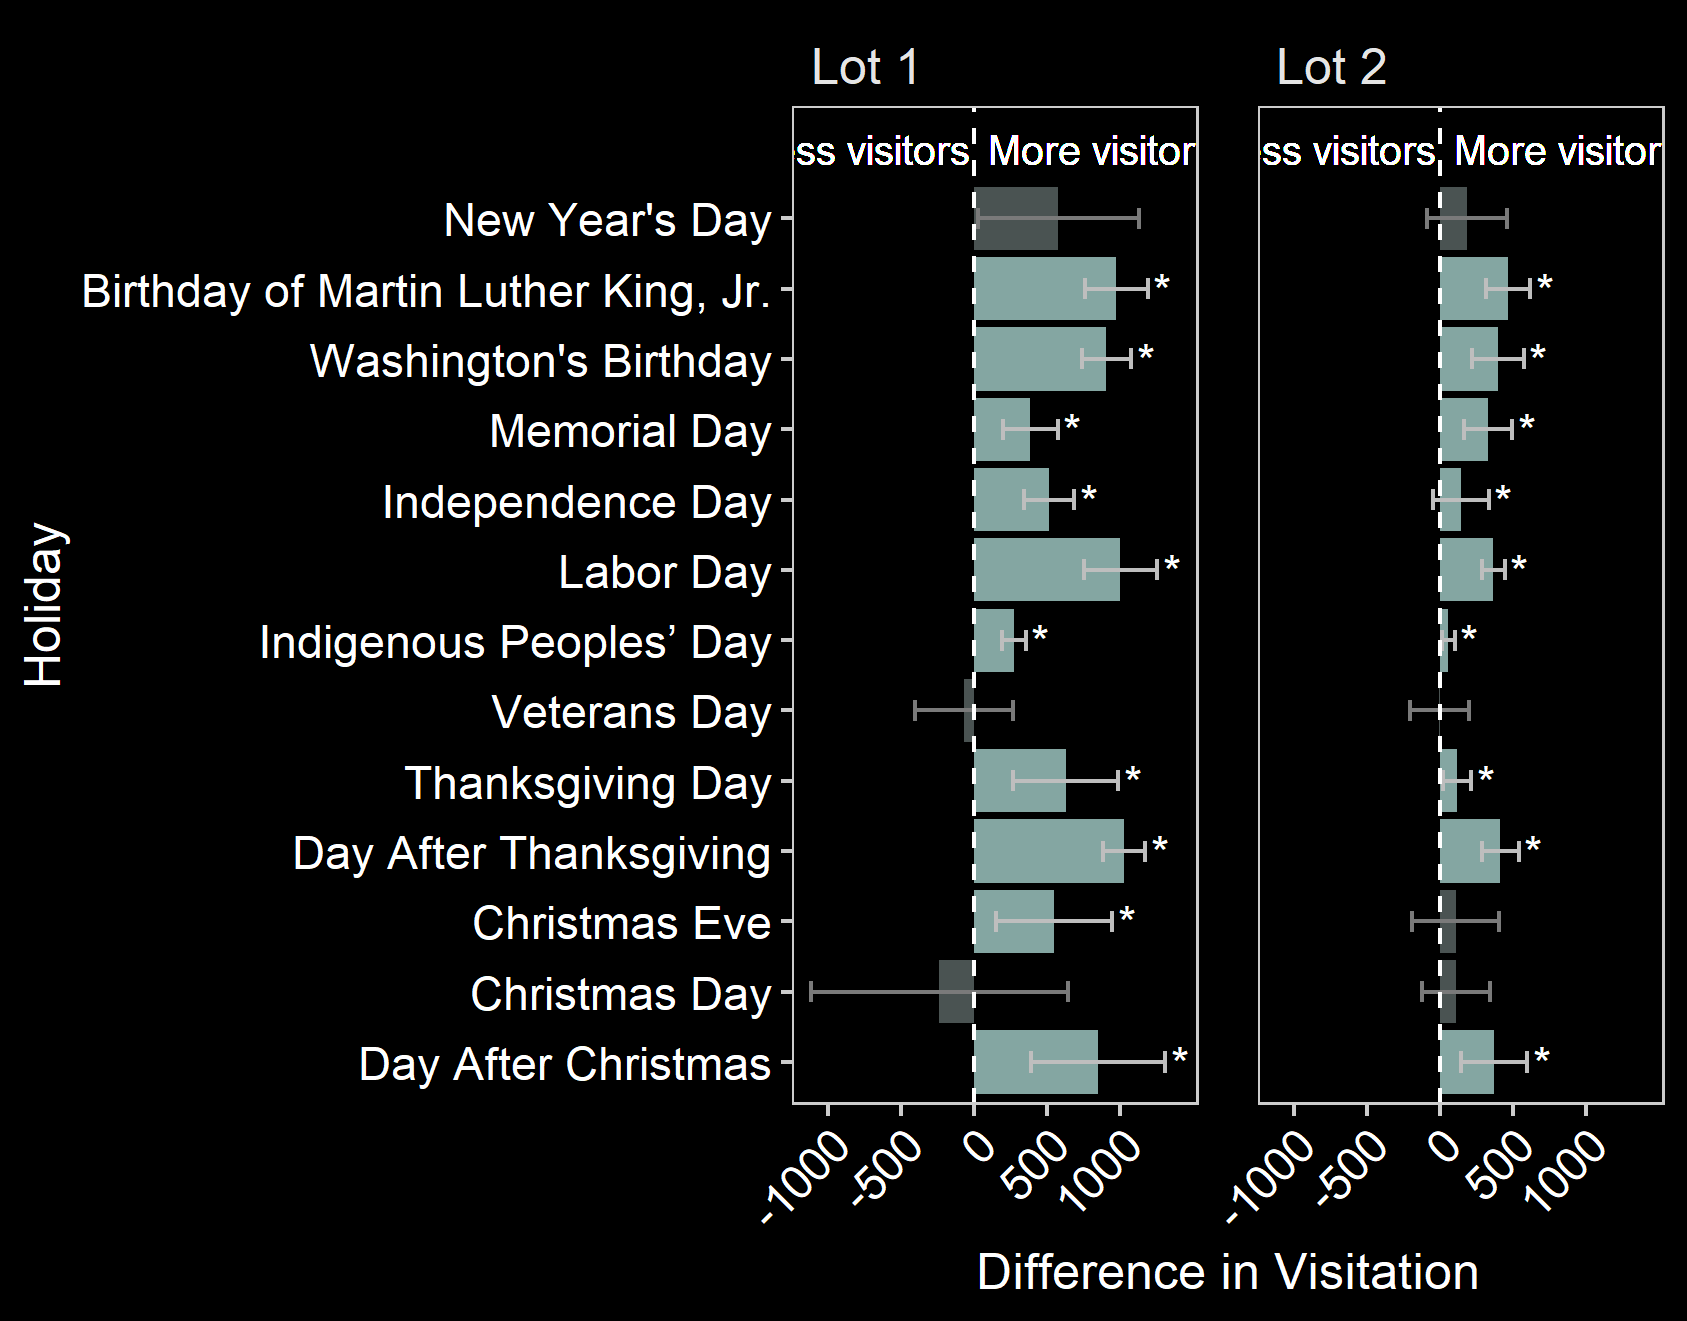 Lot 1
Lot 2
ss visitors
More visitor
ss visitors
More visitor
New Year's Day
Birthday of Martin Luther King, Jr.
*
*
Washington's Birthday
*
*
Memorial Day
*
*
Independence Day
*
*
Labor Day
*
*
Indigenous Peoples’ Day
*
*
Veterans Day
Thanksgiving Day
*
*
Day After Thanksgiving
*
*
Christmas Eve
*
Christmas Day
Day After Christmas
*
*
Holiday
-1000
-500
0
500
1000
-1000
-500
0
500
1000
Difference in Visitation